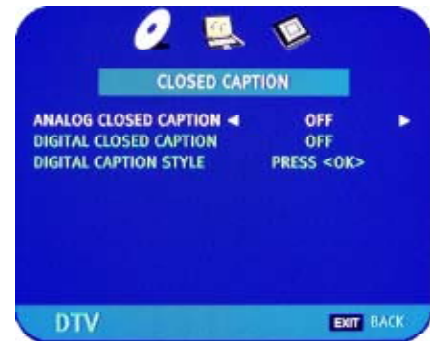 CLOSED CAPTION
ANALOG CLOSED CAPTION ◄ OFF ►
DIGITAL CLOSED CAPTION OFF
DIGITAL CAPTION STYLE PRESS <OK>
DTV EXIT BACK